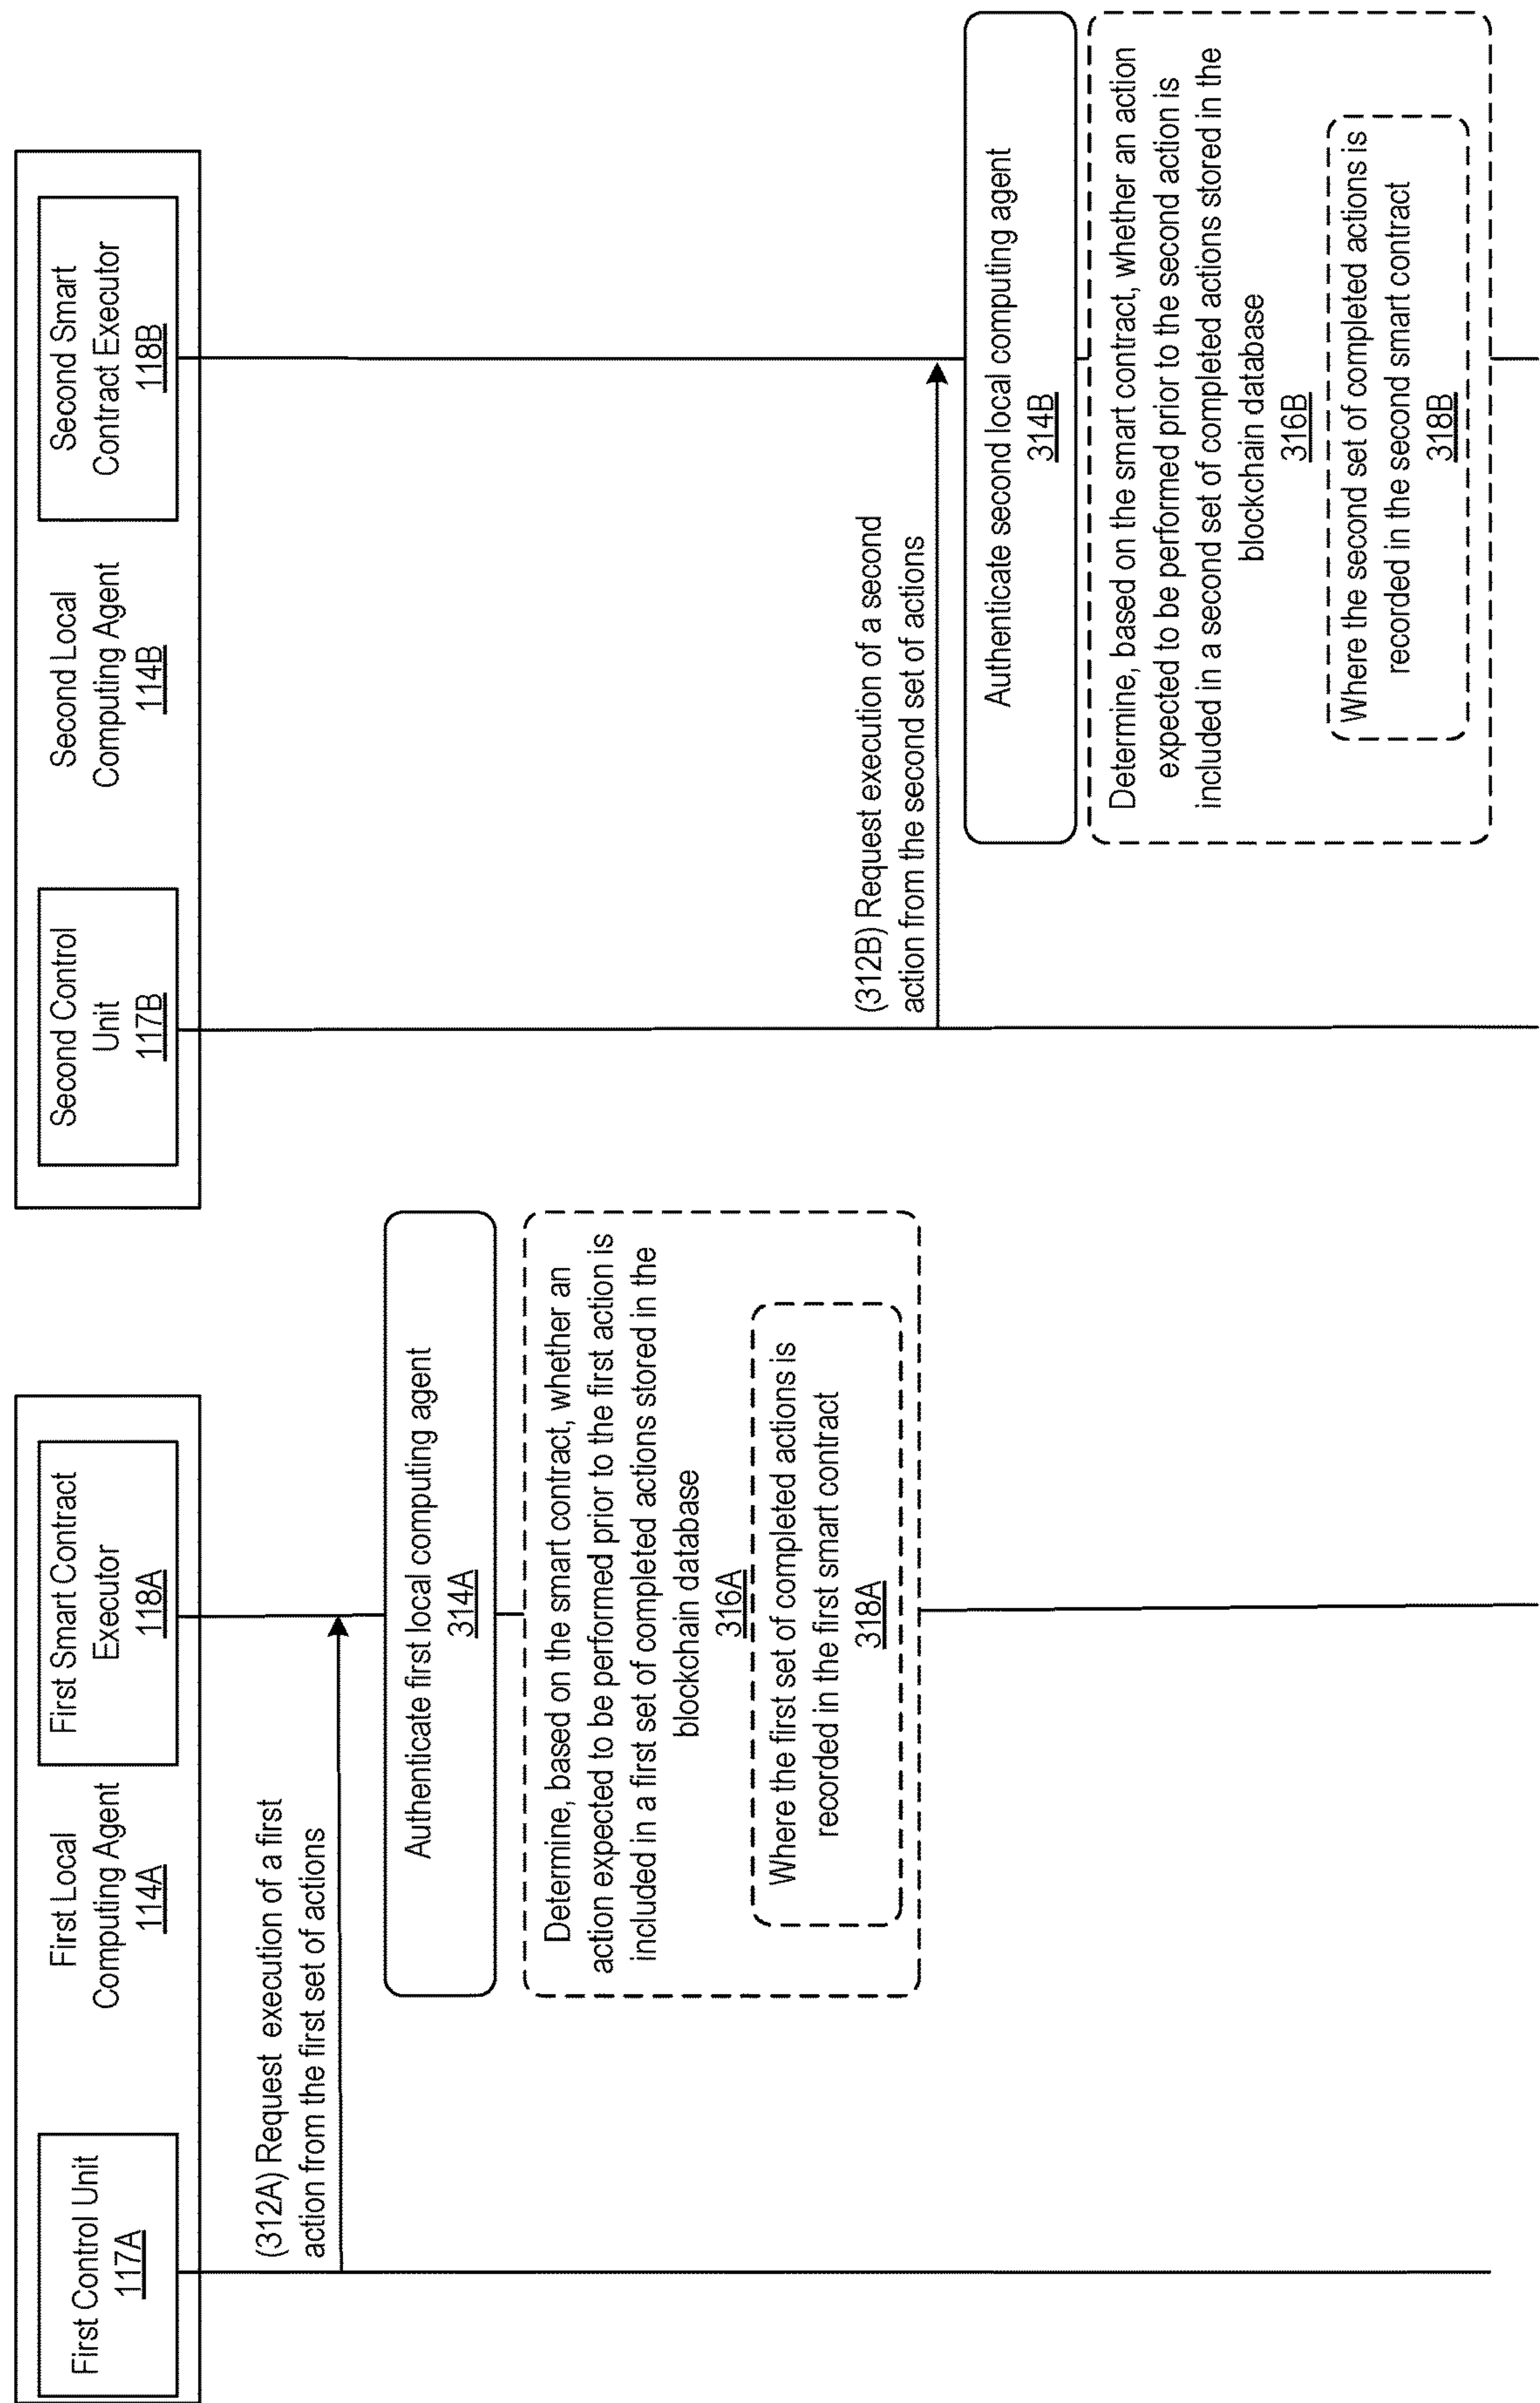 First Control Unit
117A
First Local
Computing Agent
114A
First Smart Contract
Executor
118A
Second Control
Unit
117B
Second Local
Computing Agent
114B
Second Smart
Contract Executor
118B
(312A) Request execution of a first
action from the first set of actions
Authenticate first local computing agent
314A
Determine, based on the smart contract, whether an
action expected to be performed prior to the first action is
included in a first set of completed actions stored in the
blockchain database
316A
Where the first set of completed actions is
recorded in the first smart contract
318A
(312B) Request execution of a second
action from the second set of actions
Authenticate second local computing agent
314B
Determine, based on the smart contract, whether an action
expected to be performed prior to the second action is
included in a second set of completed actions stored in the
blockchain database
316B
Where the second set of completed actions is
recorded in the second smart contract
318B